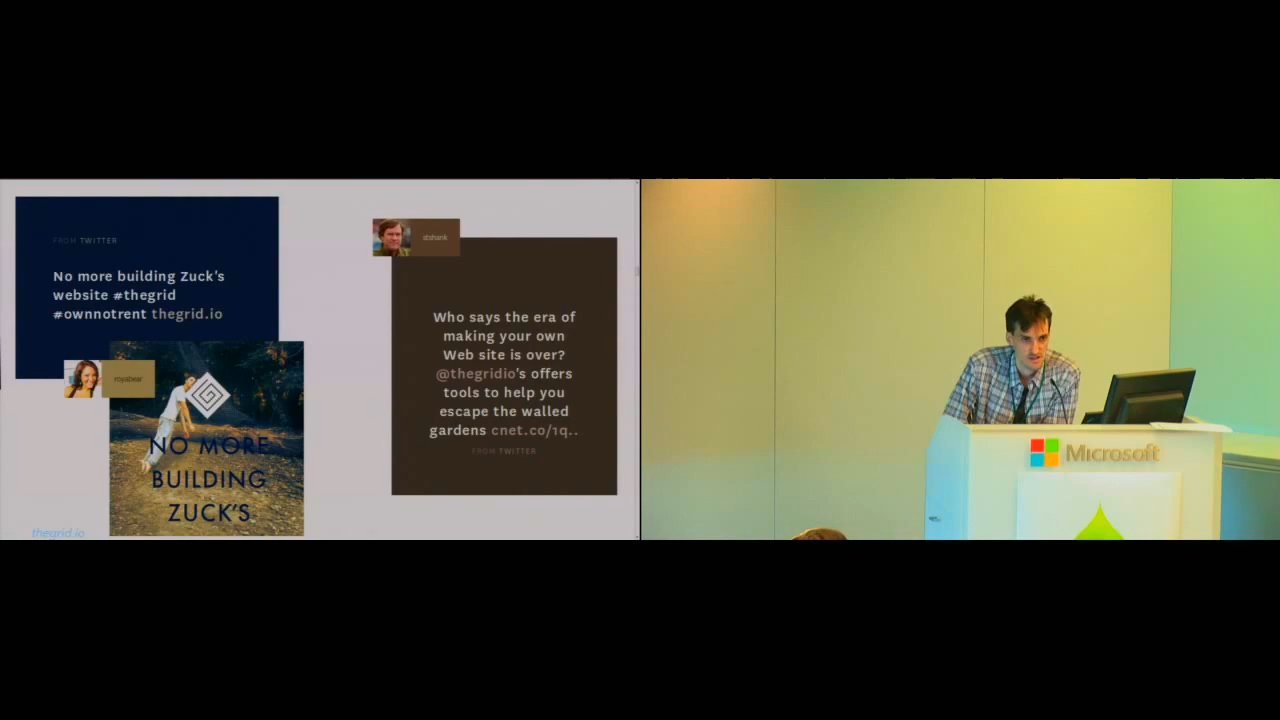 FROM TWITTER
No more building Zuck's
website #thegrid
#ownnotrent thegrid.io
royabear
NO MORE
BUILDING
ZUCK'S
thegrid.io
stshank
Who says the era of
making your own
Web site is over?
@thegridio's offers
tools to help you
escape the walled
gardens cnet.co/1q..
FROM TWITTER
Microsoft